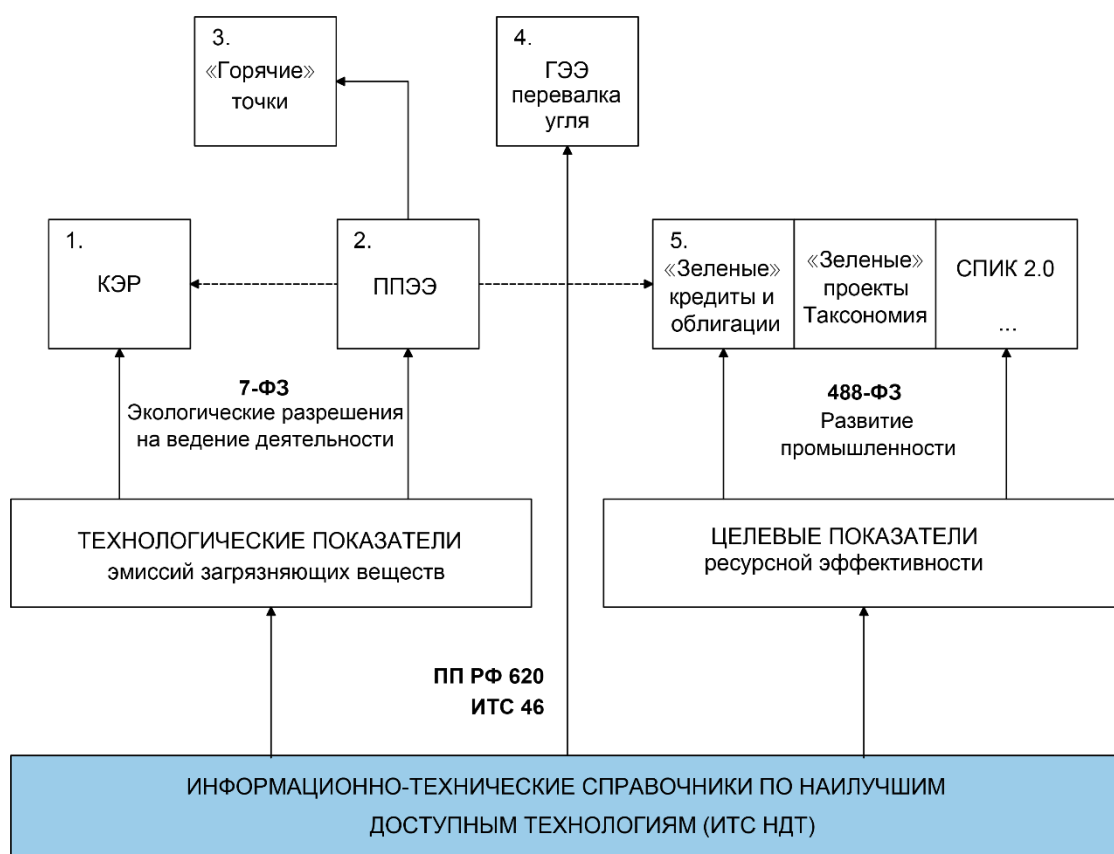 3.
«Горячие»
точки
4.
ГЭЭ
перевалка
угля
1.
КЭР
2.
ППЭЭ
5.
«Зеленые»
кредиты и
облигации
«Зеленые»
проекты
Таксономия
СПИК 2.0
...
7-ФЗ
Экологические разрешения
на ведение деятельности
488-ФЗ
Развитие
промышленности
ТЕХНОЛОГИЧЕСКИЕ ПОКАЗАТЕЛИ
эмиссий загрязняющих веществ
ЦЕЛЕВЫЕ ПОКАЗАТЕЛИ
ресурсной эффективности
ПП РФ 620
ИТС 46
ИНФОРМАЦИОННО-ТЕХНИЧЕСКИЕ СПРАВОЧНИКИ ПО НАИЛУЧШИМ
ДОСТУПНЫМ ТЕХНОЛОГИЯМ (ИТС НДТ)